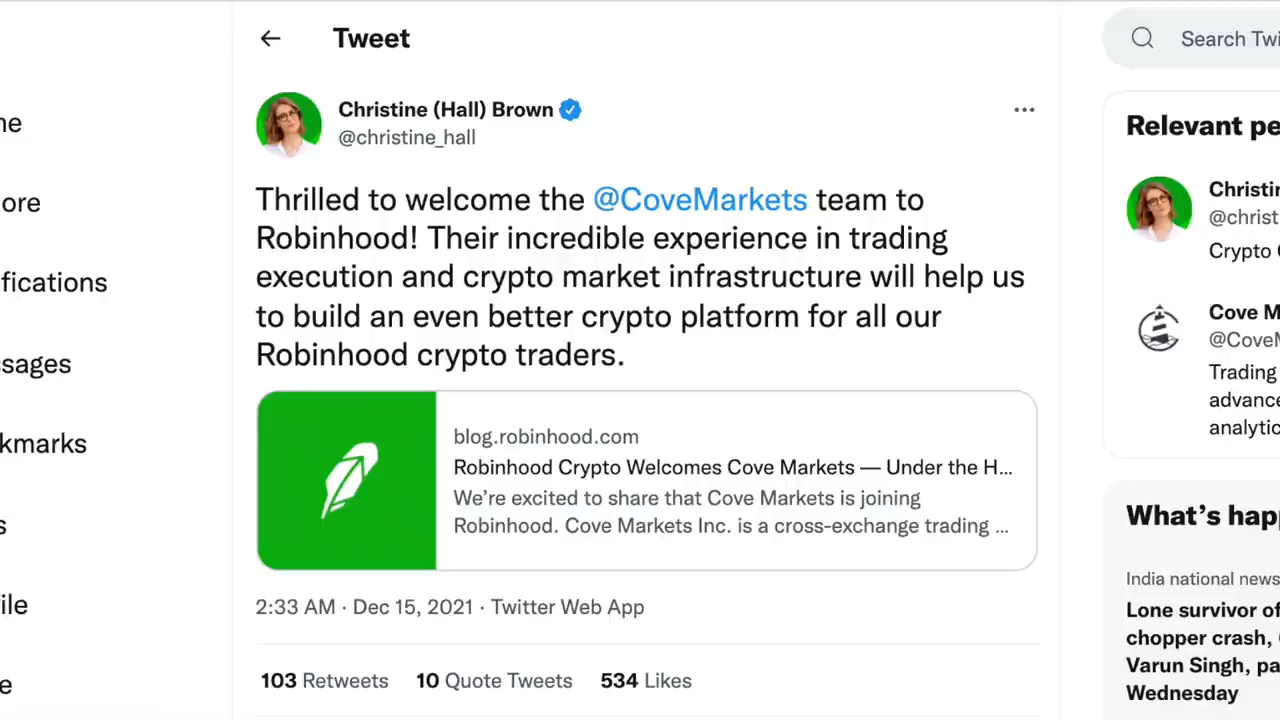 Tweet
Search Twi
Christine (Hall) Brown
@christine_hall
Thrilled to welcome the @CoveMarkets team to
Robinhood! Their incredible experience in trading
execution and crypto market infrastructure will help us
to build an even better crypto platform for all our
Robinhood crypto traders.
blog.robinhood.com
Robinhood Crypto Welcomes Cove Markets — Under the H...
We're excited to share that Cove Markets is joining
Robinhood. Cove Markets Inc. is a cross-exchange trading ...
2:33 AM · Dec 15, 2021 · Twitter Web App
103 Retweets 10 Quote Tweets 534 Likes
ne
ore
fications
ssages
kmarks
s
ile
e
Relevant pe
Christin
@christ
Crypto
Cove M
@CoveM
Trading
advance
analytic
What's happ
India national news
Lone survivor of
chopper crash,
Varun Singh, pa
Wednesday